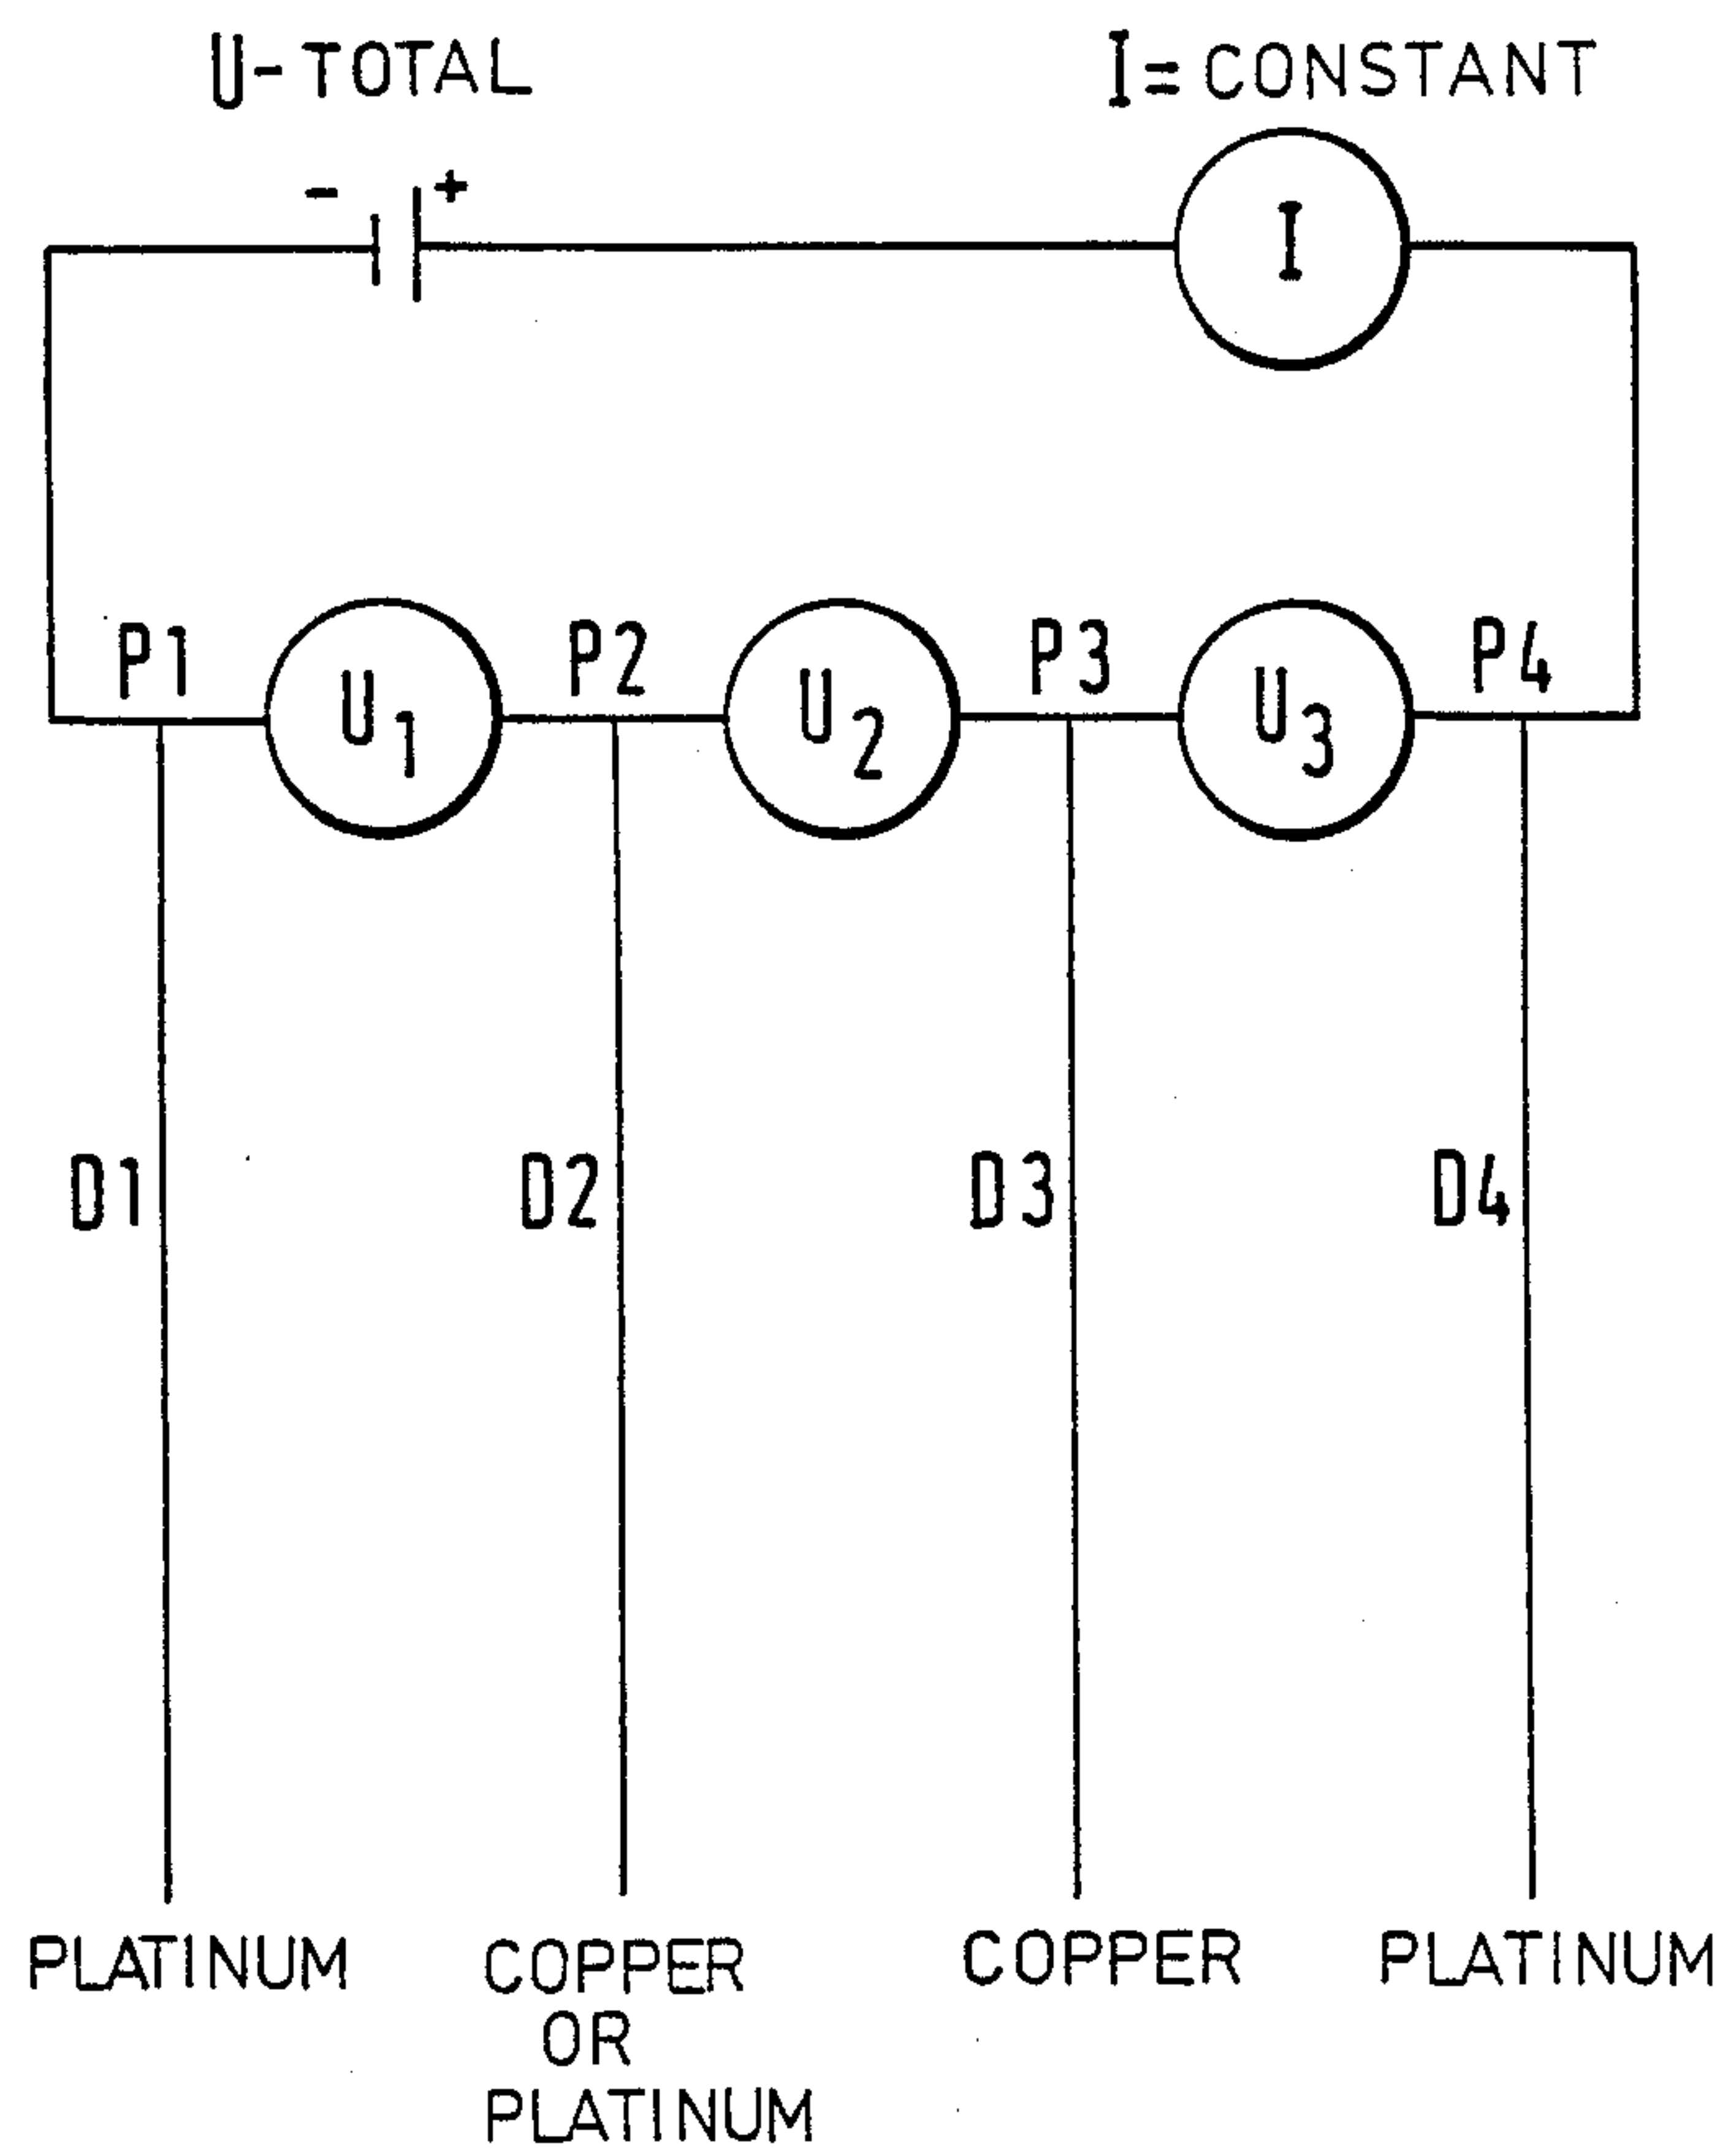 U-TOTAL
I=CONSTANT
- +
I
P1 P2 P3 P4
U1 U2 U3
D1 D2 D3 D4
PLATINUM
COPPER
OR
PLATINUM
COPPER
PLATINUM